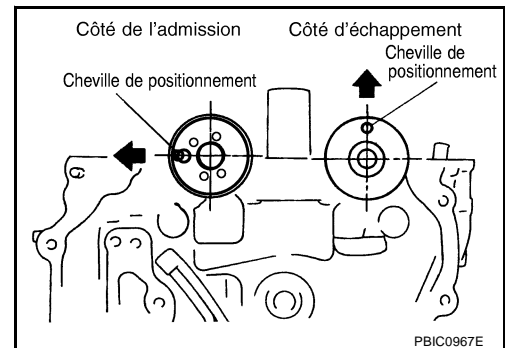 Côté de l'admission
Côté d'échappement
Cheville de
positionnement
Cheville de positionnement
PBIC0967E